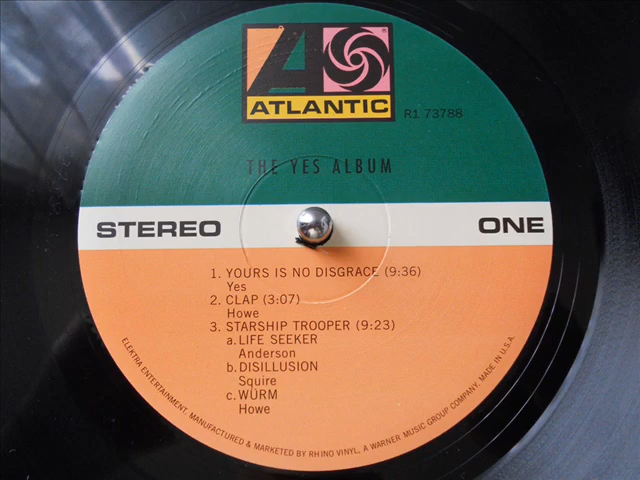 ATLANTIC
®
R1 73788
THE YES ALBUM
STEREO
ONE
1. YOURS IS NO DISGRACE (9:36)
Yes
2. CLAP (3:07)
Howe
3. STARSHIP TROOPER (9:23)
a. LIFE SEEKER
Anderson
b. DISILLUSION
Squire
c. WÜRM
Howe
ELEKTRA ENTERTAINMENT, MANUFACTURED & MARKETED BY RHINO VINYL, A WARNER MUSIC GROUP COMPANY. MADE IN U.S.A.